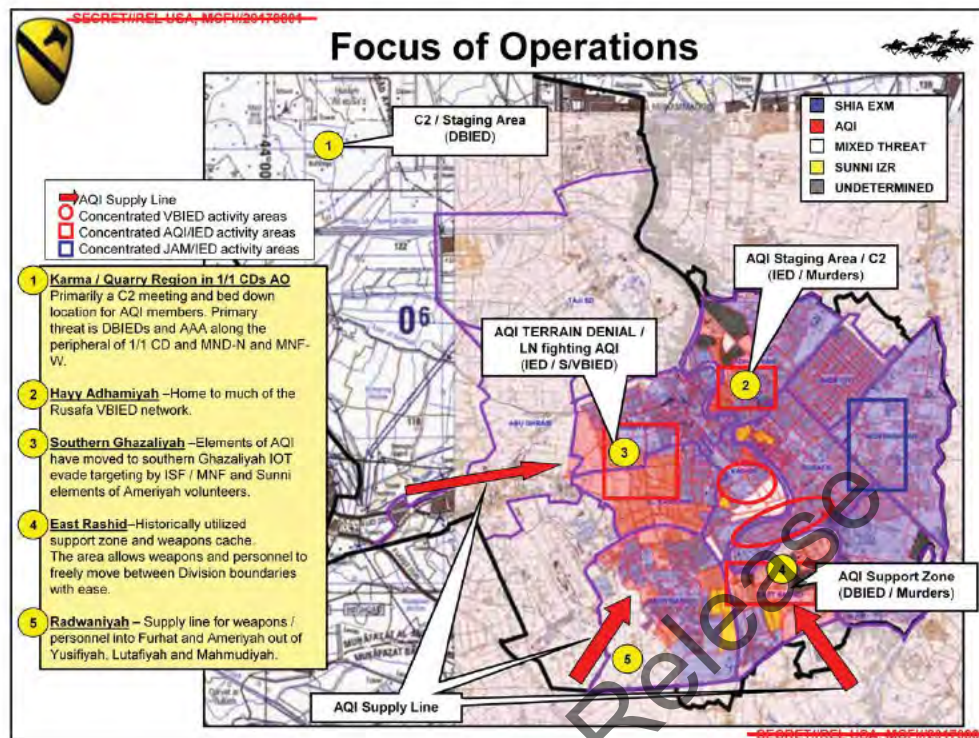 SECRET//REL USA, MCFI//20170601
Focus of Operations
C2 / Staging Area
(DBIED)
1
SHIA EXM
AQI
MIXED THREAT
SUNNI IZR
UNDETERMINED
AQI Supply Line
Concentrated VBIED activity areas
Concentrated AQI/IED activity areas
Concentrated JAM/IED activity areas
AQI Staging Area / C2
(IED / Murders)
2
AQI TERRAIN DENIAL /
LN fighting AQI
(IED / S/VBIED)
3
06
TAJI
ABU GHRAIB
1 Karma / Quarry Region in 1/1 CDs AO
Primarily a C2 meeting and bed down
location for AQI members. Primary
threat is DBIEDs and AAA along the
peripheral of 1/1 CD and MND-N and MNF-
W.
2 Hayy Adhamiyah –Home to much of the
Rusafa VBIED network.
3 Southern Ghazaliyah –Elements of AQI
have moved to southern Ghazaliyah IOT
evade targeting by ISF / MNF and Sunni
elements of Ameriyah volunteers.
4 East Rashid–Historically utilized
support zone and weapons cache.
The area allows weapons and personnel to
freely move between Division boundaries
with ease.
5 Radwaniyah – Supply line for weapons /
personnel into Furhat and Ameriyah out of
Yusifiyah, Lutafiyah and Mahmudiyah.
4
AQI Support Zone
(DBIED / Murders)
5
AQI Supply Line
Release